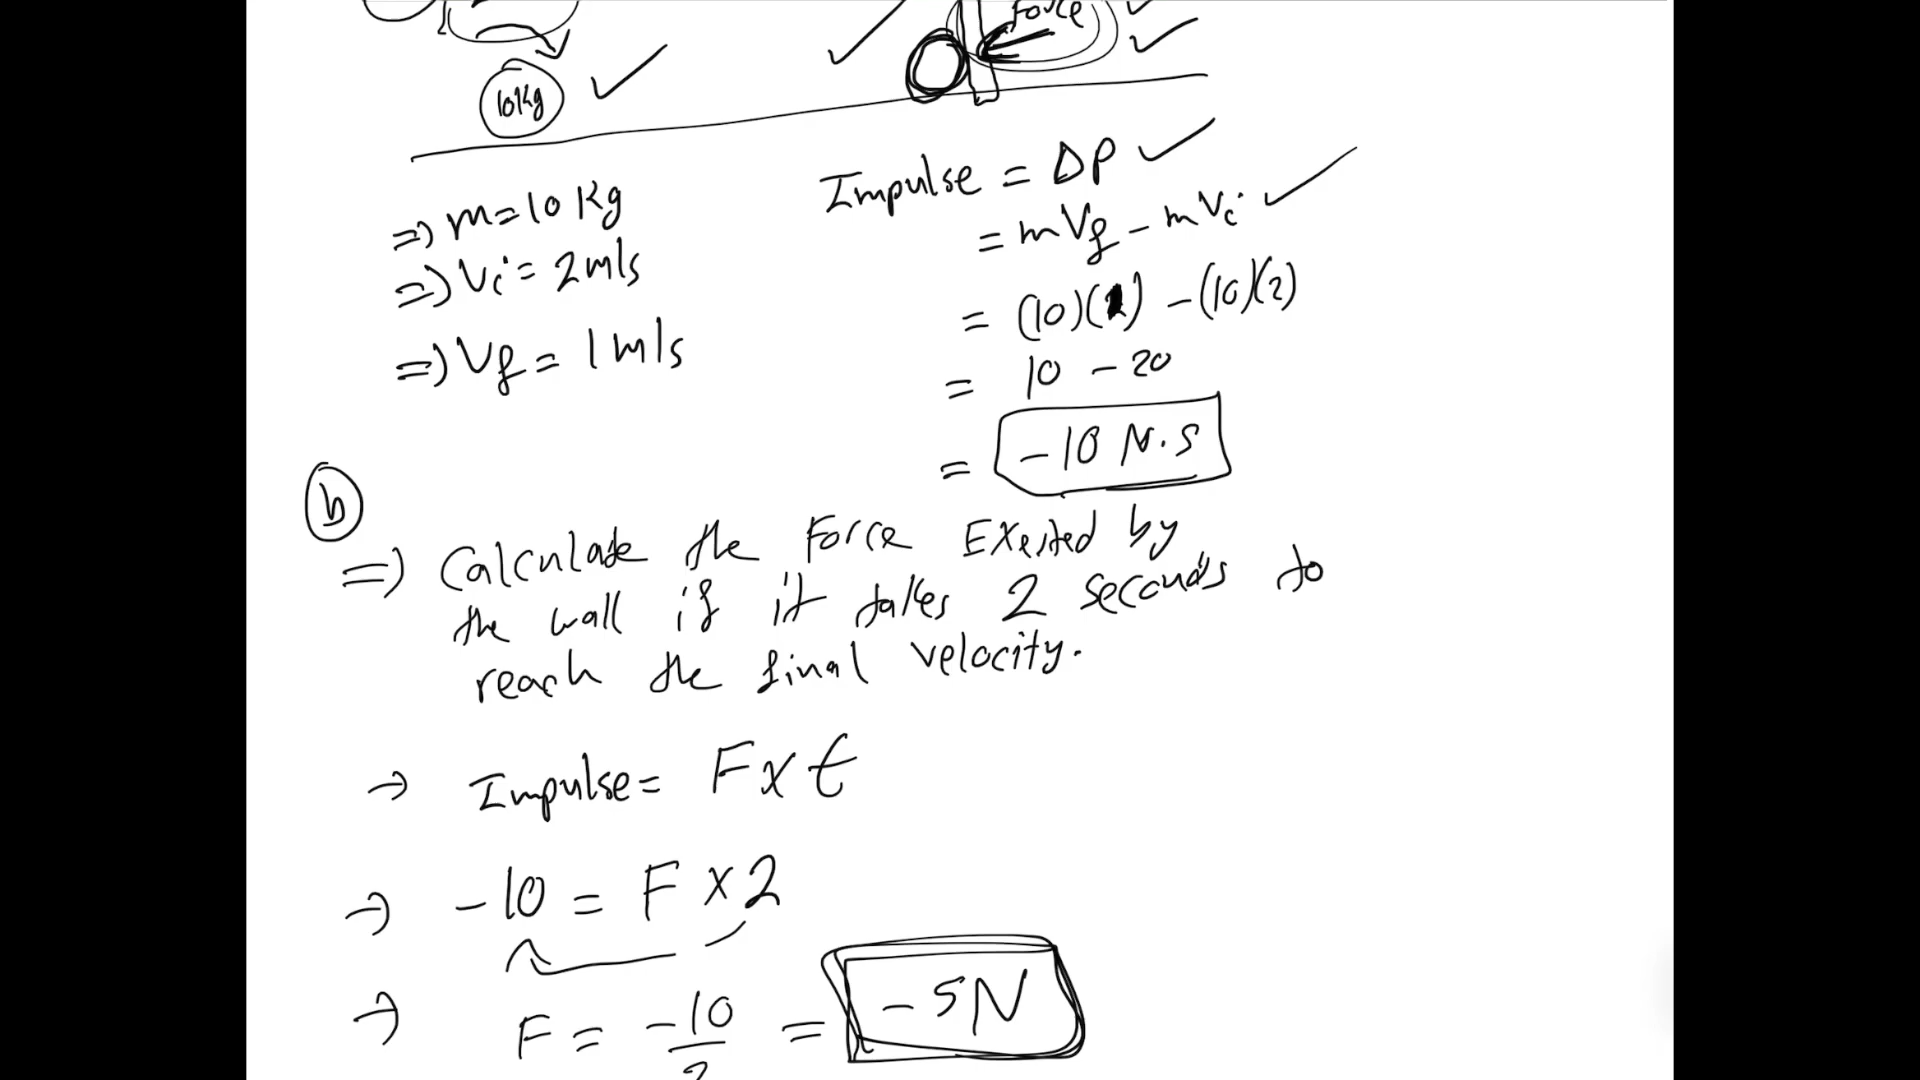 Force
10Kg
=> m=10 Kg
=> Vi = 2m/s
=> Vf = 1m/s
Impulse = ΔP
= mVf - mVi
= (10)(1) - (10)(2)
= 10 - 20
= -10 N.S
b
=> Calculate the Force Exerted by
the wall if it takes 2 seconds to
reach the final velocity.
→ Impulse = F x t
→ -10 = F x 2
→ F = -10/2 = -5N